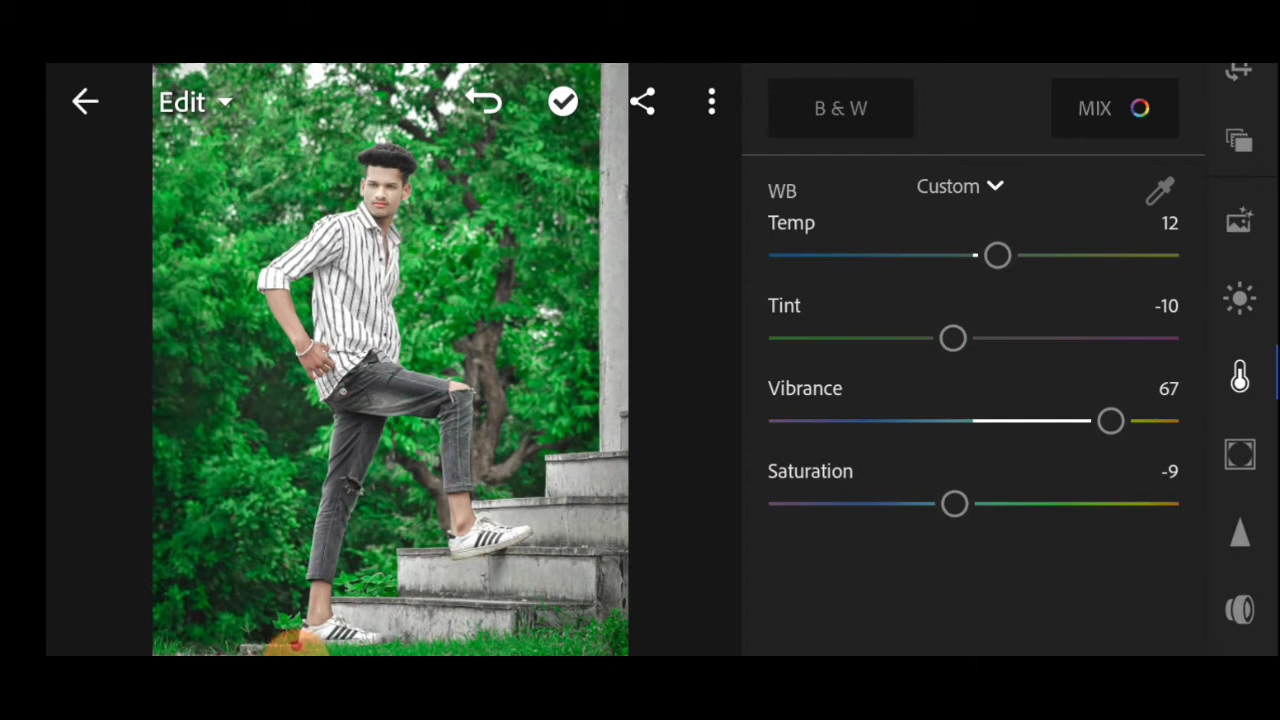 Edit
B & W
MIX
WB
Custom
Temp
12
Tint
-10
Vibrance
67
Saturation
-9